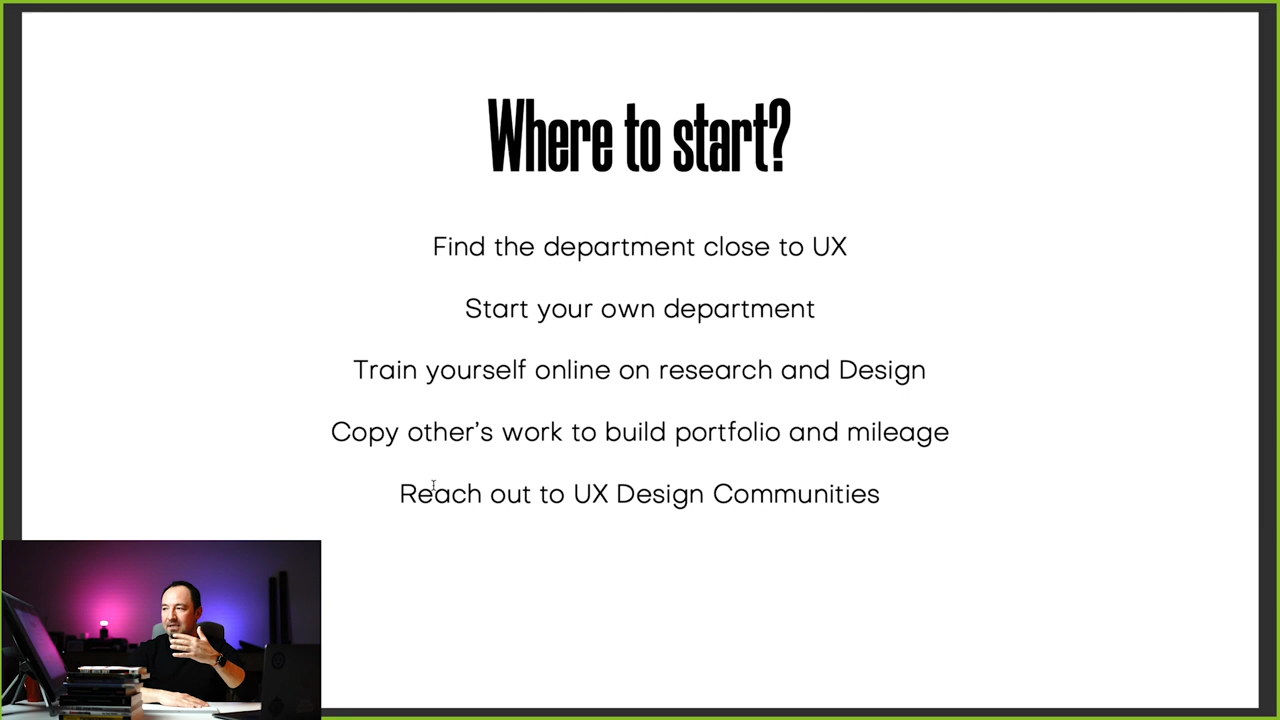 Where to start?
Find the department close to UX
Start your own department
Train yourself online on research and Design
Copy other’s work to build portfolio and mileage
Reach out to UX Design Communities